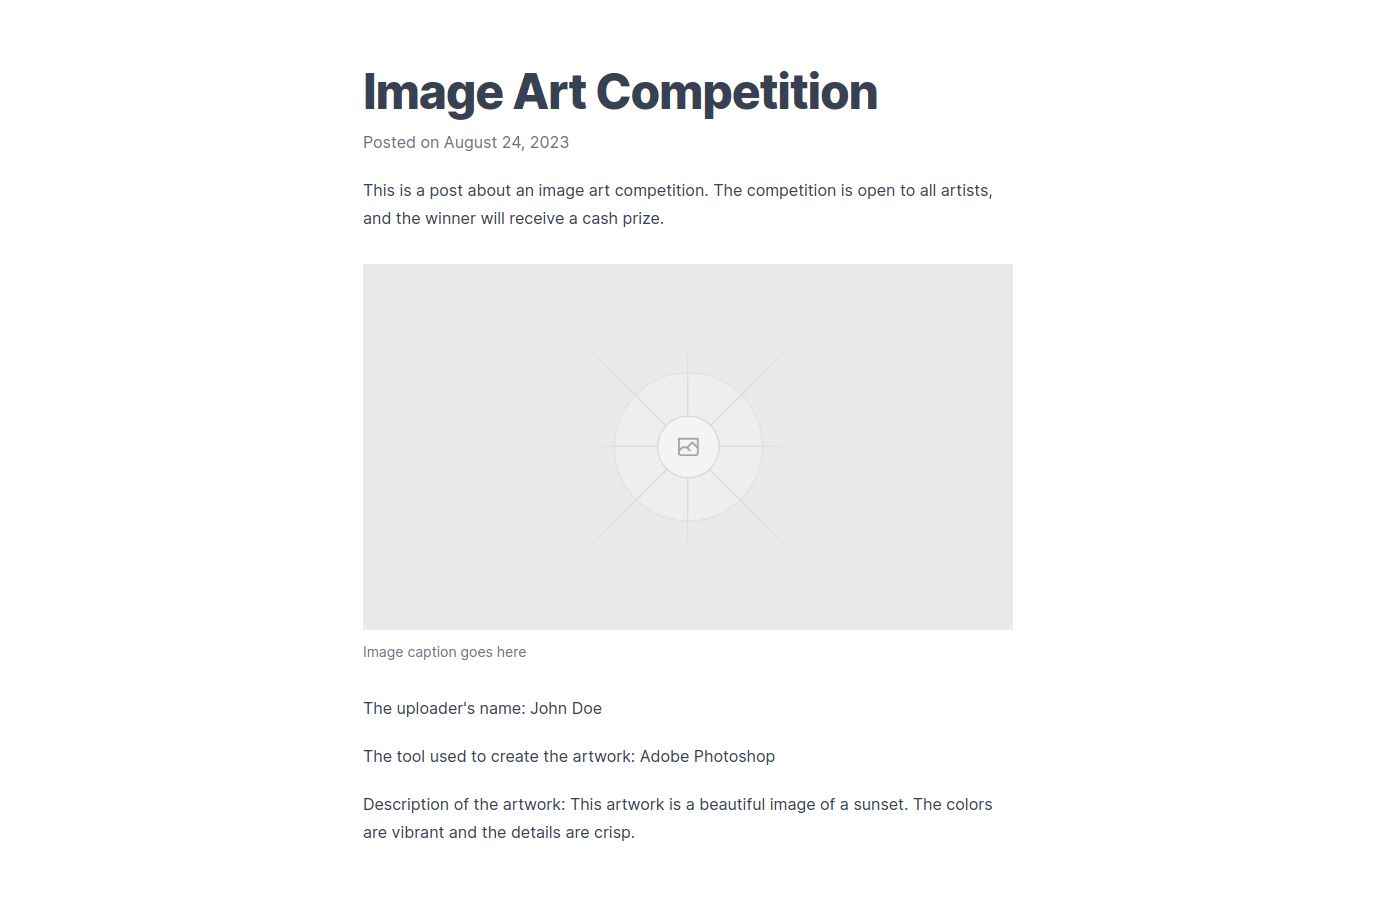 Image Art Competition
Posted on August 24, 2023
This is a post about an image art competition. The competition is open to all artists,
and the winner will receive a cash prize.
Image caption goes here
The uploader's name: John Doe
The tool used to create the artwork: Adobe Photoshop
Description of the artwork: This artwork is a beautiful image of a sunset. The colors
are vibrant and the details are crisp.